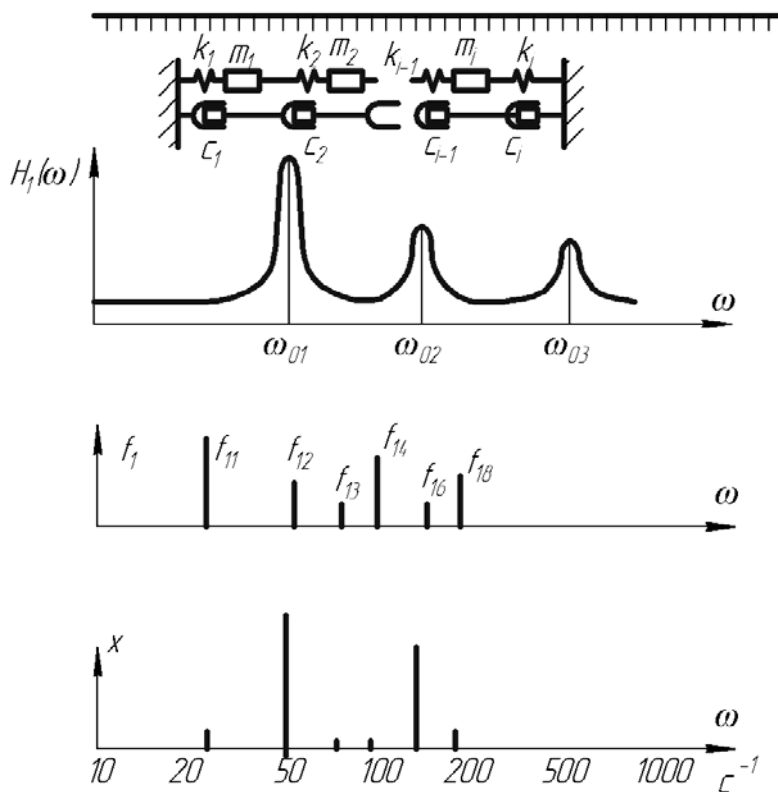 k₁ m₁ k₂ m₂ kᵢ₋₁ mᵢ kᵢ
c₁ c₂ cᵢ₋₁ cᵢ
H₁(ω)
ω
ω₀₁ ω₀₂ ω₀₃
f₁ f₁₁ f₁₂ f₁₃ f₁₄ f₁₆ f₁₈
ω
x
ω
10 20 50 100 200 500 1000 c⁻¹